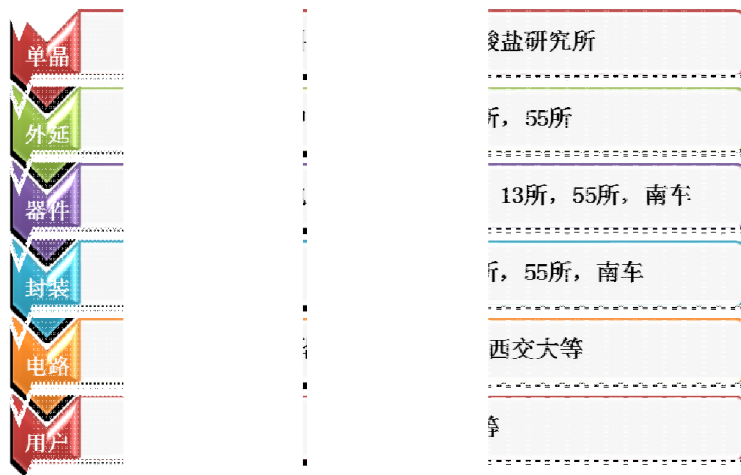 单晶
酸盐研究所
外延
所，55所
器件
13所，55所，南车
封装
所，55所，南车
电路
西交大等
用户
等